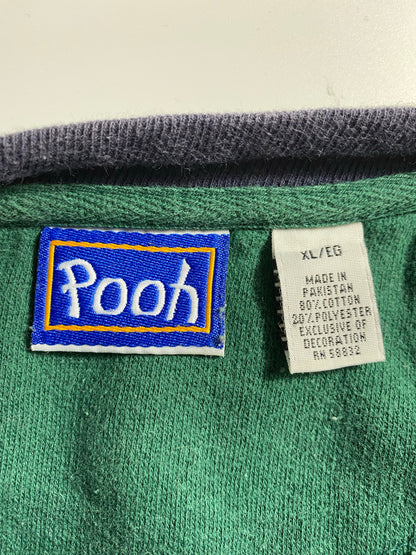 Pooh
XL/EG
MADE IN
PAKISTAN
80% COTTON
20% POLYESTER
EXCLUSIVE OF
DECORATION
RN 58832